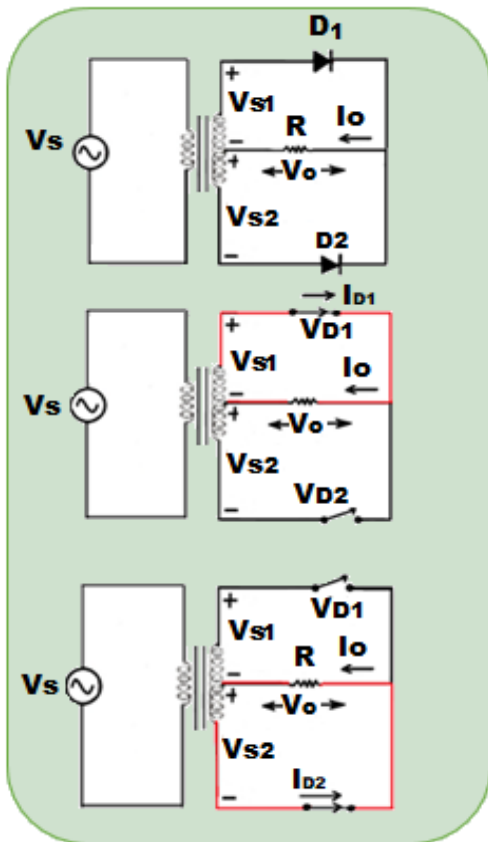 D1
+
Vs1
Vs
R
Io
−
+
Vo
Vs2
D2
−
ID1
+
VD1
Vs1
Io
Vs
−
+
Vo
Vs2
VD2
−
+
VD1
Vs1
Io
R
Vs
−
+
Vo
Vs2
ID2
−